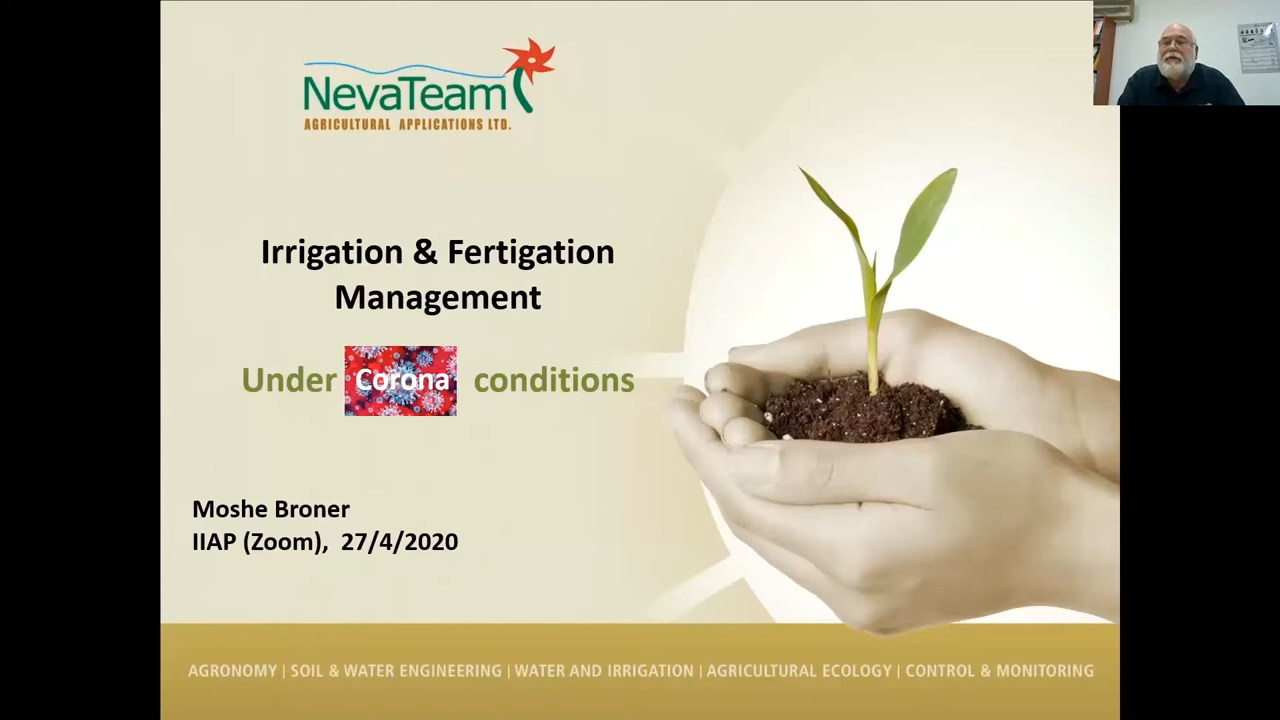 NevaTeam
AGRICULTURAL APPLICATIONS LTD.
Irrigation & Fertigation
Management
Under Corona conditions
Moshe Broner
IIAP (Zoom), 27/4/2020
AGRONOMY | SOIL & WATER ENGINEERING | WATER AND IRRIGATION | AGRICULTURAL ECOLOGY | CONTROL & MONITORING